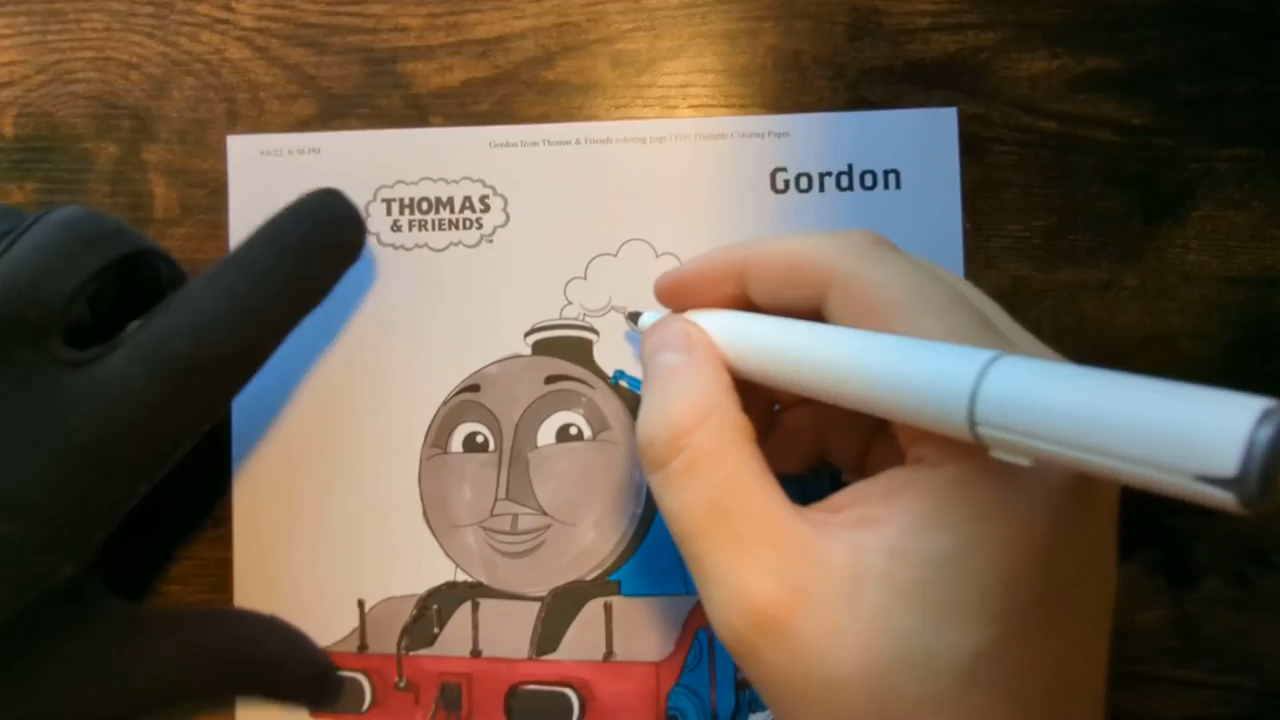 Gordon from Thomas & Friends coloring page | Free Printable Coloring Pages
Gordon
THOMAS
& FRIENDS